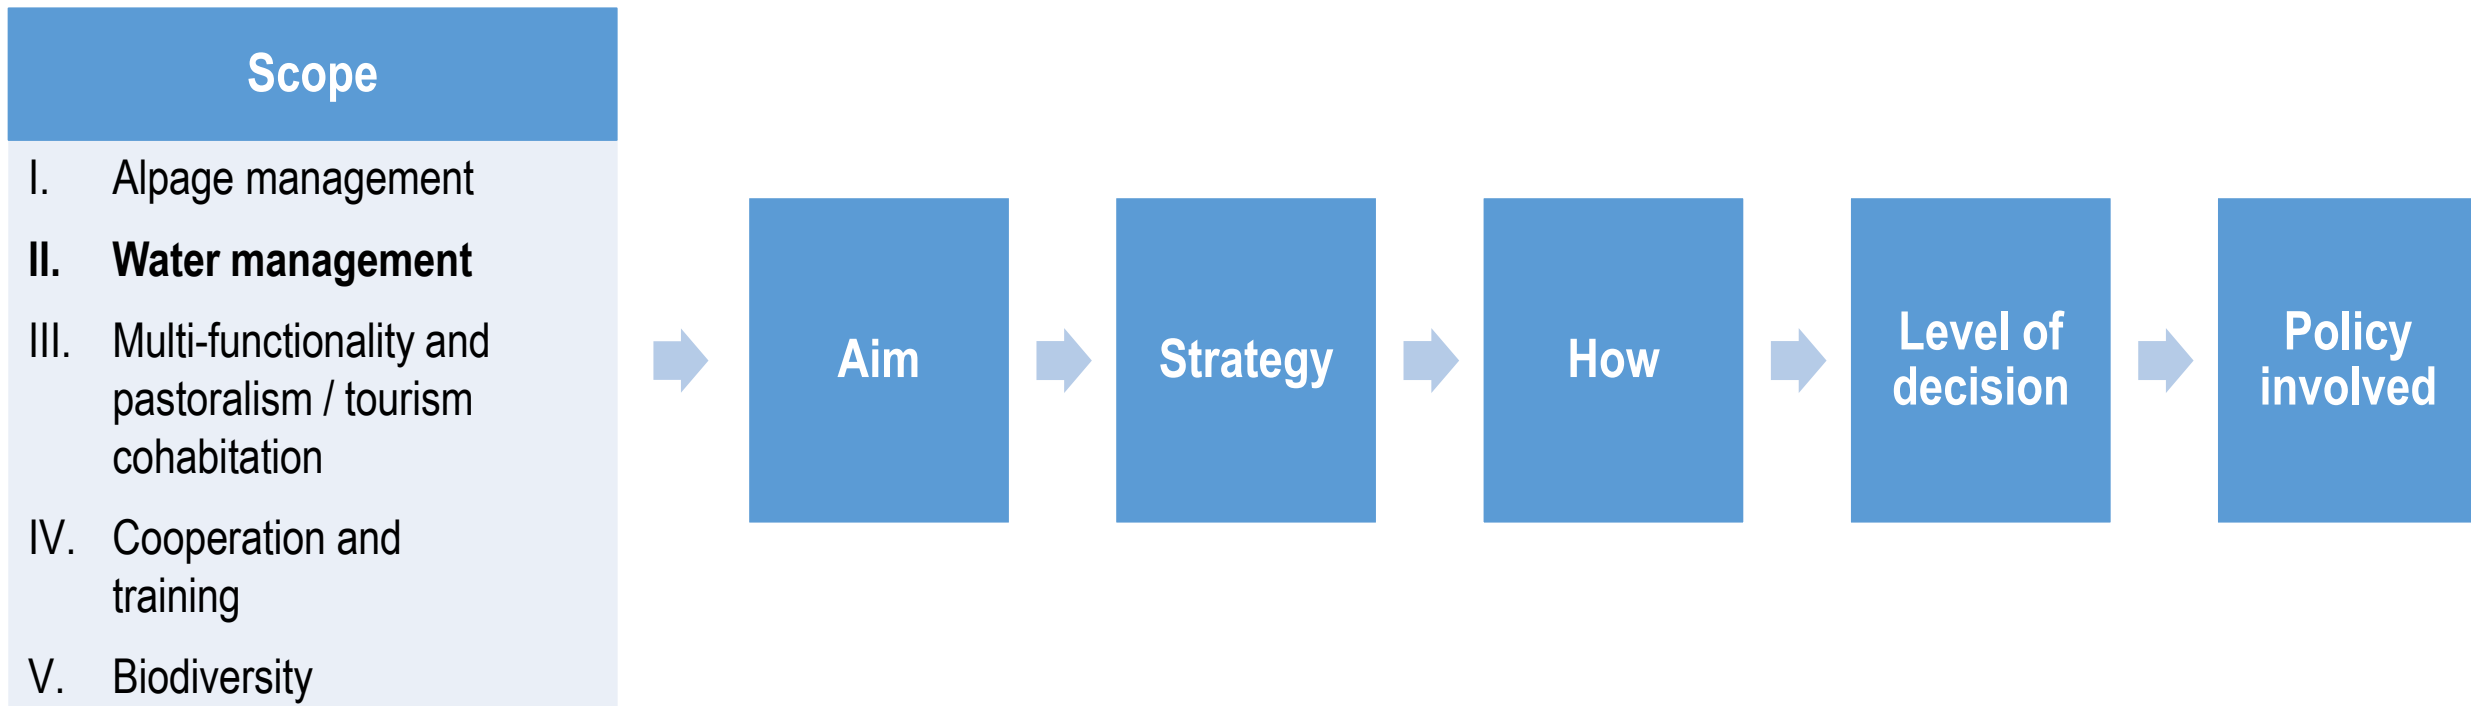 Scope
I. Alpage management
II. Water management
III. Multi-functionality and
pastoralism / tourism
cohabitation
IV. Cooperation and
training
V. Biodiversity
Aim
Strategy
How
Level of
decision
Policy
involved